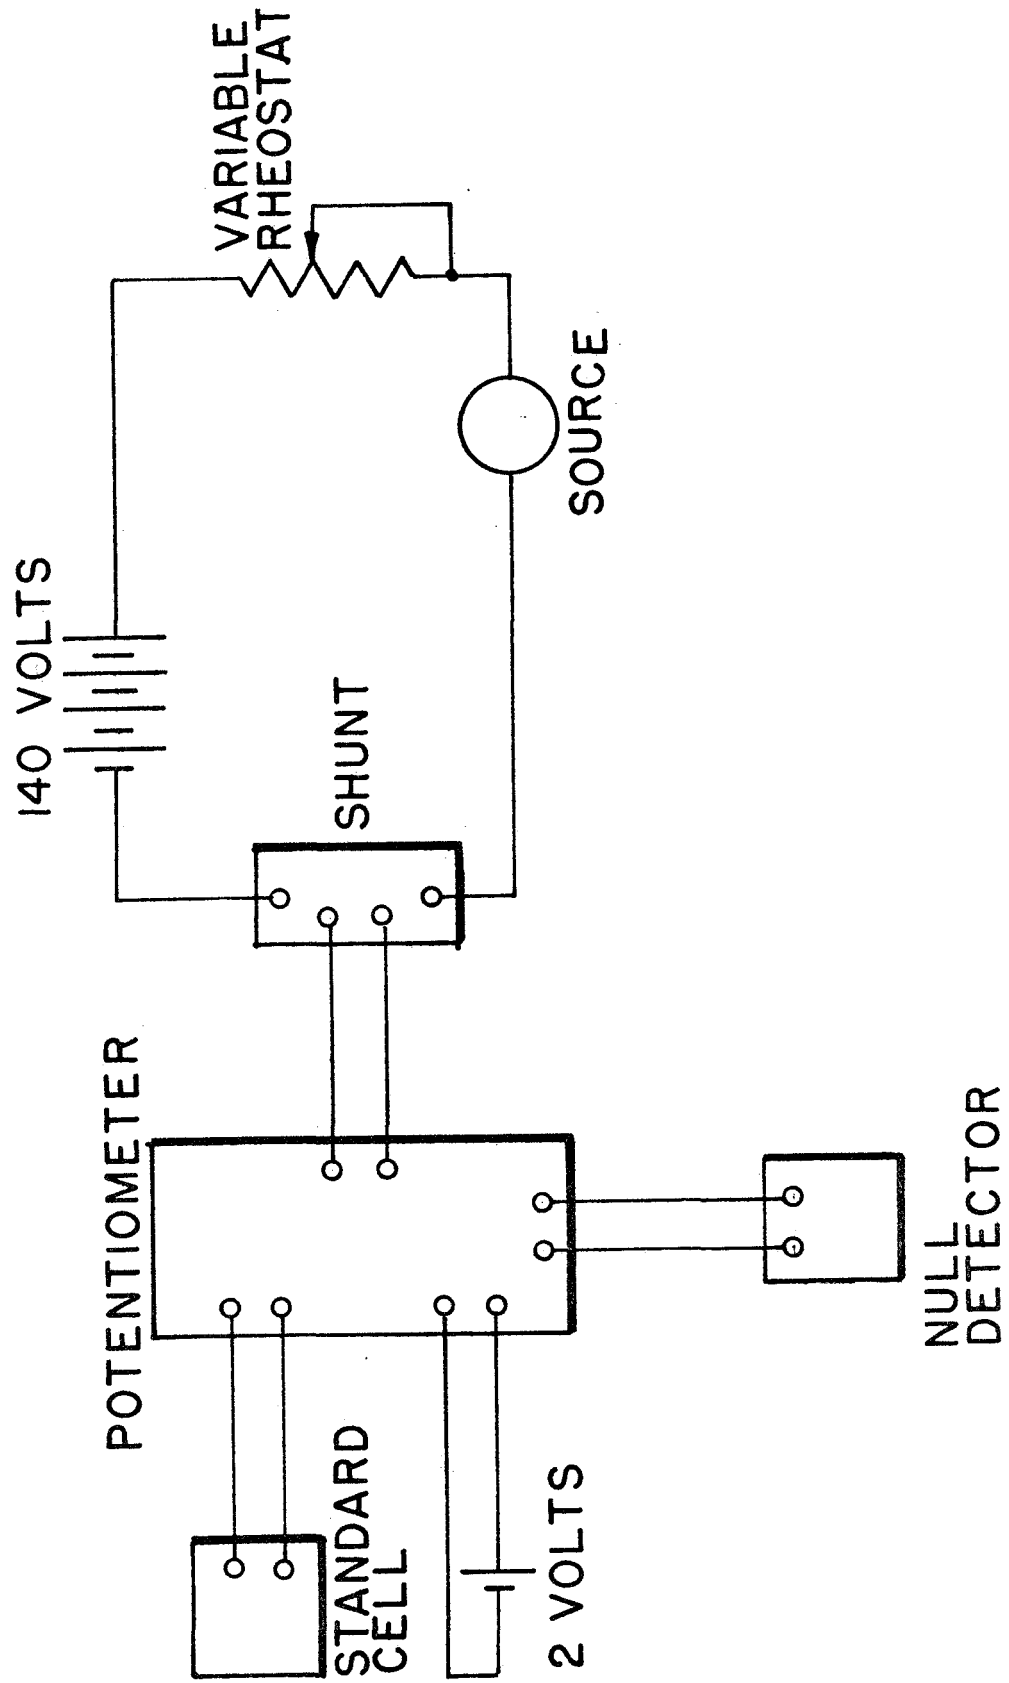 140 VOLTS
VARIABLE
RHEOSTAT
SHUNT
SOURCE
POTENTIOMETER
STANDARD
CELL
2 VOLTS
NULL
DETECTOR